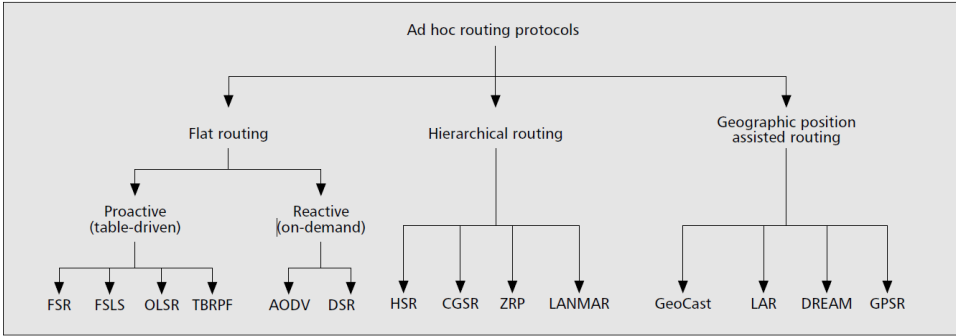 Ad hoc routing protocols
Flat routing
Hierarchical routing
Geographic position
assisted routing
Proactive
(table-driven)
Reactive
(on-demand)
FSR FSLS OLSR TBRPF AODV DSR HSR CGSR ZRP LANMAR GeoCast LAR DREAM GPSR